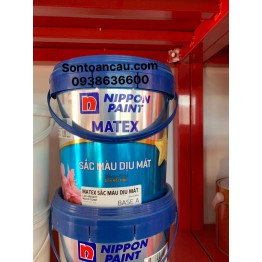 Sontoancau.com
0938636600
n
NIPPON
PAINT
MATEX
SẮC MÀU DỊU MÁT
MATEX SẮC MÀU DỊU MÁT
BASE A
n
NIPPON
PAINT